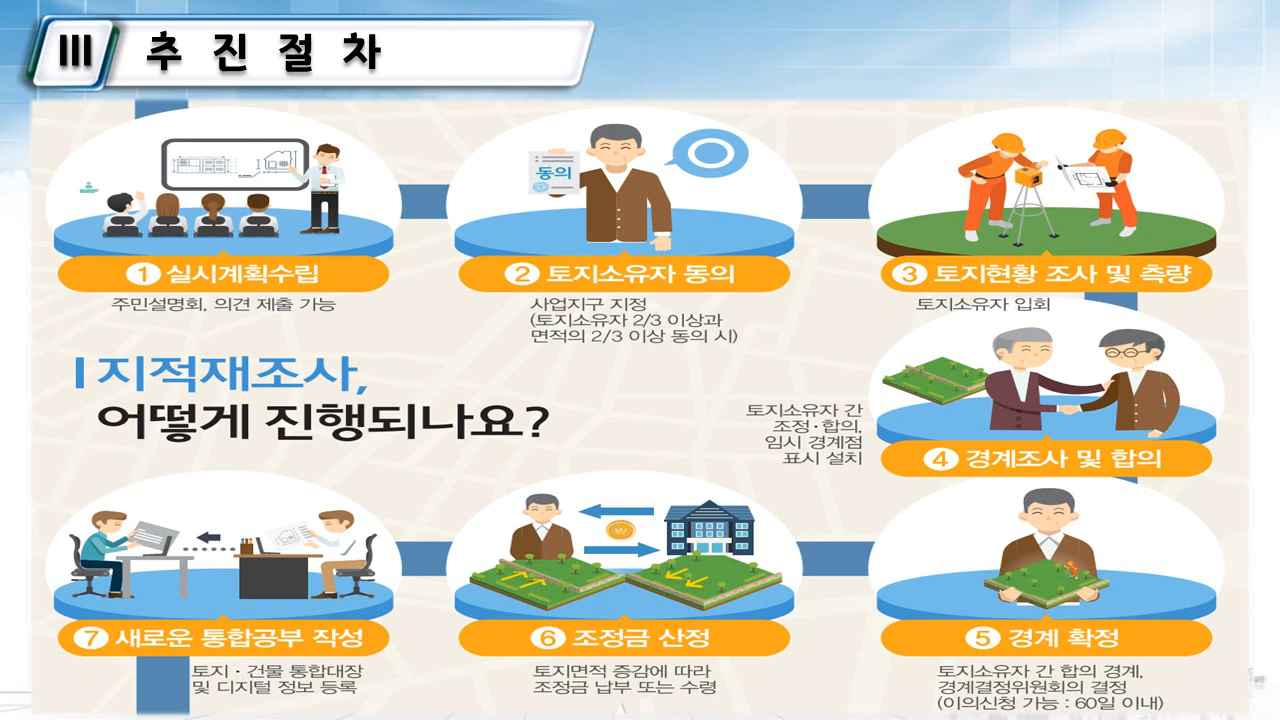 Ⅲ 추 진 절 차
동의
1 실시계획수립
주민설명회, 의견 제출 가능
2 토지소유자 동의
사업지구 지정
(토지소유자 2/3 이상과
면적의 2/3 이상 동의 시)
3 토지현황 조사 및 측량
토지소유자 입회
지적재조사,
어떻게 진행되나요?
토지소유자 간
조정·합의,
임시 경계점
표시 설치
4 경계조사 및 합의
5 경계 확정
토지소유자 간 합의 경계,
경계결정위원회의 결정
(이의신청 가능 : 60일 이내)
₩
6 조정금 산정
토지면적 증감에 따라
조정금 납부 또는 수령
7 새로운 통합공부 작성
토지·건물 통합대장
및 디지털 정보 등록